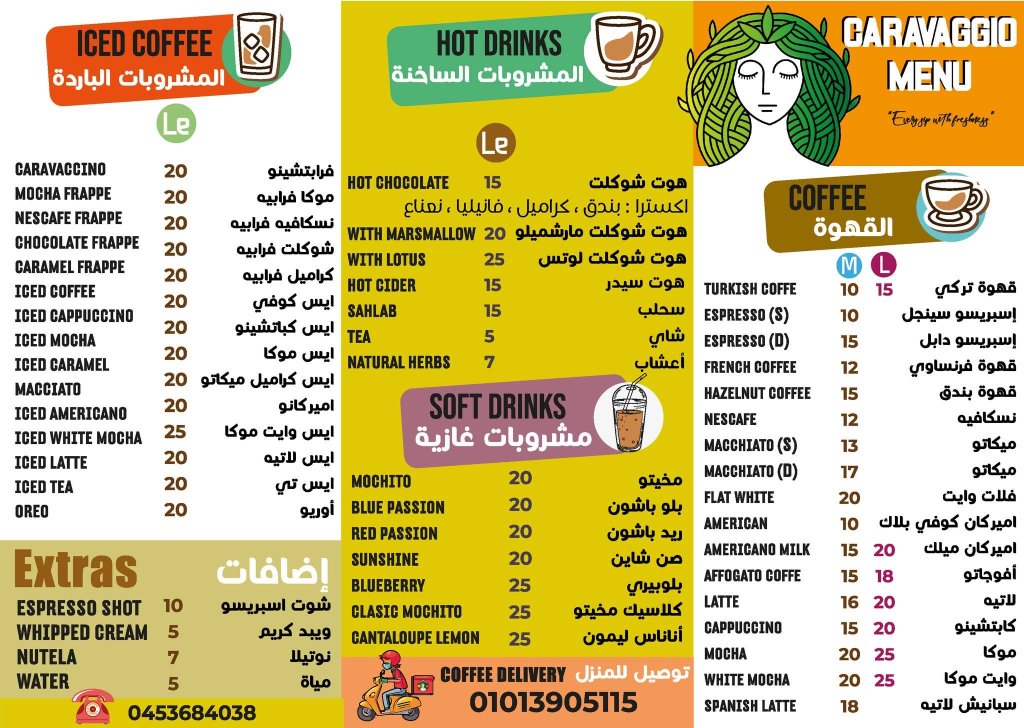 ICED COFFEE
المشروبات الباردة
Le
CARAVACCINO 20 فرابتشينو
MOCHA FRAPPE 20 موكا فرابيه
NESCAFE FRAPPE 20 نسكافيه فرابيه
CHOCOLATE FRAPPE 20 شوكلت فرابيه
CARAMEL FRAPPE 20 كراميل فرابيه
ICED COFFEE 20 ايس كوفي
ICED CAPPUCCINO 20 ايس كباتشينو
ICED MOCHA 20 ايس موكا
ICED CARAMEL
MACCIATO 20 ايس كراميل ميكاتو
ICED AMERICANO 20 اميركانو
ICED WHITE MOCHA 25 ايس وايت موكا
ICED LATTE 20 ايس لاتيه
ICED TEA 20 ايس تي
OREO 20 أوريو
Extras إضافات
ESPRESSO SHOT 10 شوت اسبريسو
WHIPPED CREAM 5 ويبد كريم
NUTELA 7 نوتيلا
WATER 5 مياة
0453684038
HOT DRINKS
المشروبات الساخنة
Le
HOT CHOCOLATE 15 هوت شوكلت
اكسترا : بندق ، كراميل ، فانيليا ، نعناع
WITH MARSMALLOW 20 هوت شوكلت مارشميلو
WITH LOTUS 25 هوت شوكلت لوتس
HOT CIDER 15 هوت سيدر
SAHLAB 15 سحلب
TEA 5 شاي
NATURAL HERBS 7 أعشاب
SOFT DRINKS
مشروبات غازية
MOCHITO 20 مخيتو
BLUE PASSION 20 بلو باشون
RED PASSION 20 ريد باشون
SUNSHINE 20 صن شاين
BLUEBERRY 25 بلوبيري
CLASIC MOCHITO 25 كلاسيك مخيتو
CANTALOUPE LEMON 25 أناناس ليمون
COFFEE DELIVERY توصيل للمنزل
01013905115
CARAVAGGIO
MENU
"Every sip with freshness"
COFFEE
القهوة
M L
TURKISH COFFE 10 15 قهوة تركي
ESPRESSO (S) 10 إسبريسو سينجل
ESPRESSO (D) 15 إسبريسو دابل
FRENCH COFFEE 12 قهوة فرنساوي
HAZELNUT COFFEE 15 قهوة بندق
NESCAFE 12 نسكافيه
MACCHIATO (S) 13 ميكاتو
MACCHIATO (D) 17 ميكاتو
FLAT WHITE 20 فلات وايت
AMERICAN 10 اميركان كوفي بلاك
AMERICANO MILK 15 20 اميركان ميلك
AFFOGATO COFFE 15 18 أفوجاتو
LATTE 16 20 لاتيه
CAPPUCCINO 15 20 كابتشينو
MOCHA 20 25 موكا
WHITE MOCHA 20 25 وايت موكا
SPANISH LATTE 18 سبانيش لاتيه